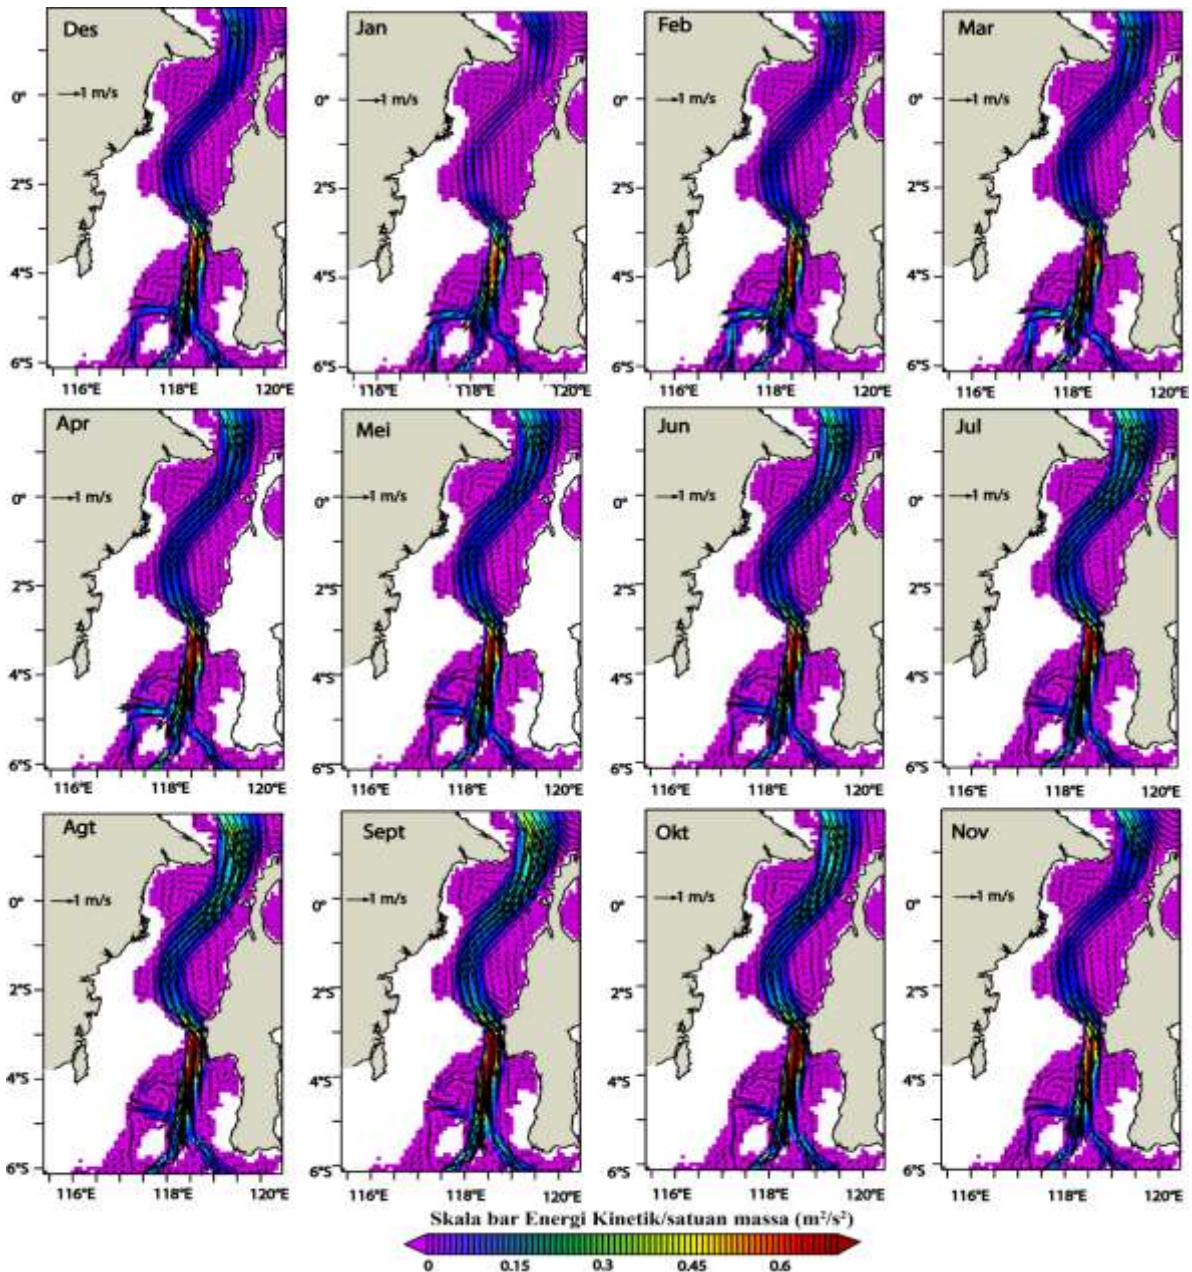 Des Jan Feb Mar
1 m/s 1 m/s 1 m/s 1 m/s
0° 0° 0° 0°
2°S 2°S 2°S 2°S
4°S 4°S 4°S 4°S
6°S 6°S 6°S 6°S
116°E 118°E 120°E 116°E 118°E 120°E 116°E 118°E 120°E 116°E 118°E 120°E
Apr Mei Jun Jul
1 m/s 1 m/s 1 m/s 1 m/s
0° 0° 0° 0°
2°S 2°S 2°S 2°S
4°S 4°S 4°S 4°S
6°S 6°S 6°S 6°S
116°E 118°E 120°E 116°E 118°E 120°E 116°E 118°E 120°E 116°E 118°E 120°E
Agt Sept Okt Nov
1 m/s 1 m/s 1 m/s 1 m/s
0° 0° 0° 0°
2°S 2°S 2°S 2°S
4°S 4°S 4°S 4°S
6°S 6°S 6°S 6°S
116°E 118°E 120°E 116°E 118°E 120°E 116°E 118°E 120°E 116°E 118°E 120°E
Skala bar Energi Kinetik/satuan massa (m²/s²)
0 0.15 0.3 0.45 0.6